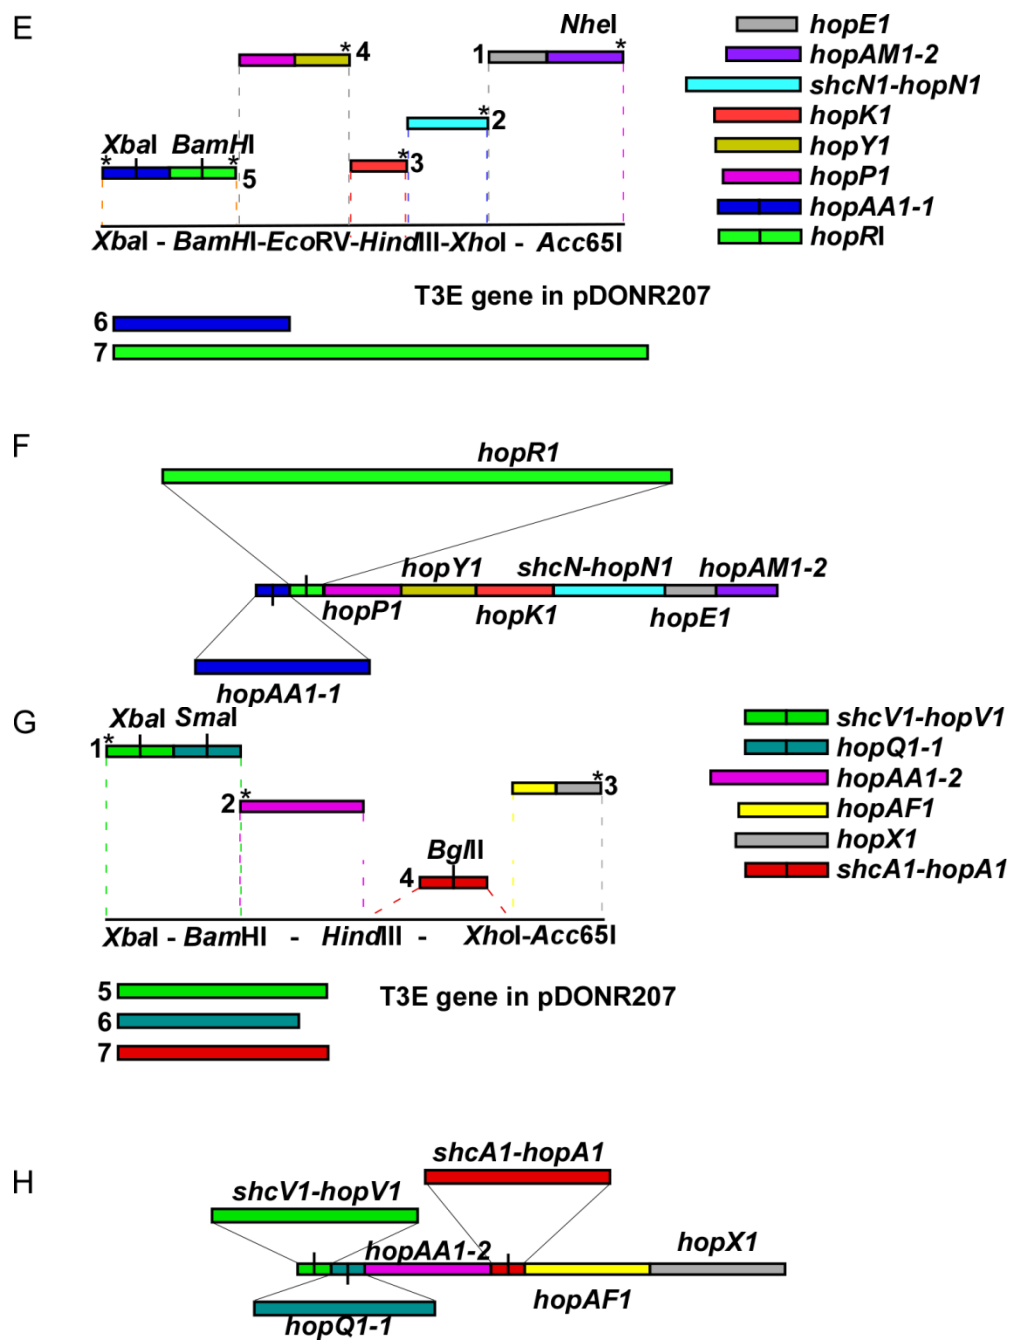 E
NheI
hopE1
* 4
1 *
hopAM1-2
shcN1-hopN1
* 2
hopK1
XbaI BamHI
* 3
hopY1
* * 5
hopP1
hopAA1-1
XbaI - BamHI-EcoRV-HindIII-XhoI - Acc65I
hopRI
T3E gene in pDONR207
6
7
F
hopR1
hopY1 shcN-hopN1 hopAM1-2
hopP1 hopK1 hopE1
hopAA1-1
G
XbaI SmaI
shcV1-hopV1
1 *
hopQ1-1
2 *
* 3
hopAA1-2
hopAF1
BglII
hopX1
4
shcA1-hopA1
XbaI - BamHI - HindIII - XhoI-Acc65I
5
T3E gene in pDONR207
6
7
H
shcA1-hopA1
shcV1-hopV1
hopAA1-2 hopX1
hopAF1
hopQ1-1